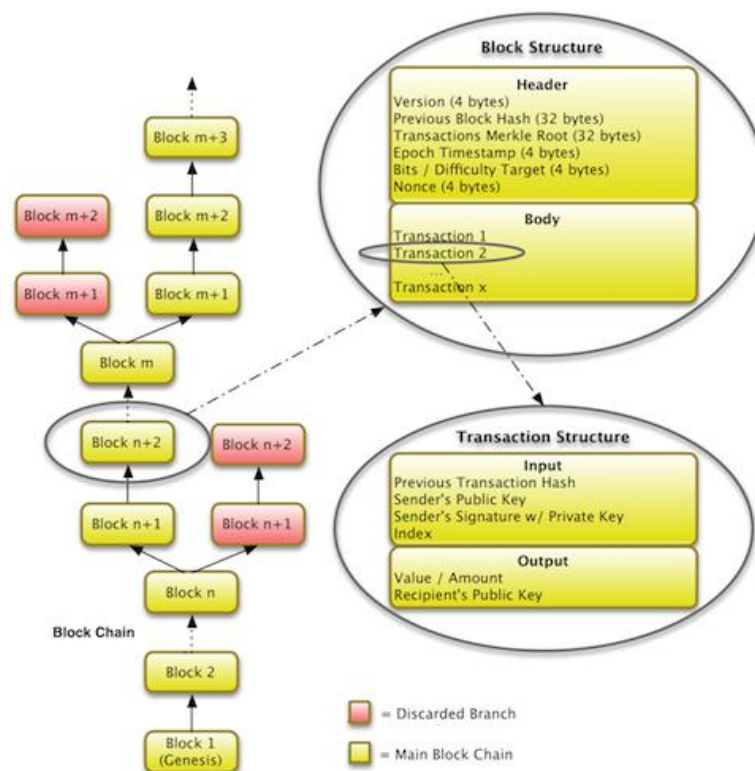 Block Structure
Header
Version (4 bytes)
Previous Block Hash (32 bytes)
Transactions Merkle Root (32 bytes)
Epoch Timestamp (4 bytes)
Bits / Difficulty Target (4 bytes)
Nonce (4 bytes)
Body
Transaction 1
Transaction 2
...
Transaction x
Block m+3
Block m+2
Block m+2
Block m+1
Block m+1
Block m
Block n+2
Block n+2
Block n+1
Block n+1
Block n
Block Chain
Block 2
Block 1
(Genesis)
Transaction Structure
Input
Previous Transaction Hash
Sender's Public Key
Sender's Signature w/ Private Key
Index
Output
Value / Amount
Recipient's Public Key
= Discarded Branch
= Main Block Chain